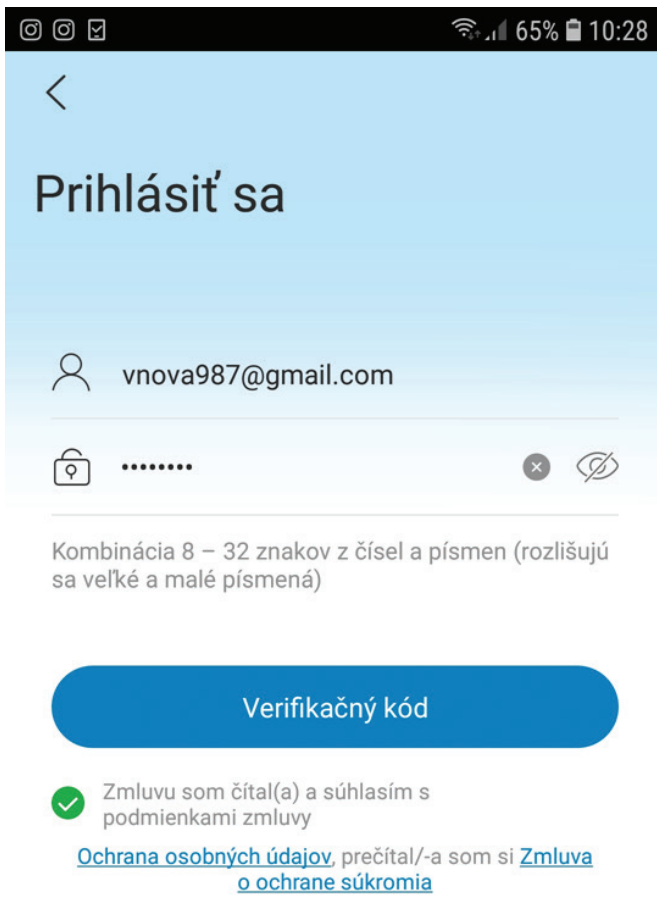 65% 10:28
Prihlásiť sa
vnova987@gmail.com
••••••••
Kombinácia 8 – 32 znakov z čísel a písmen (rozlišujú
sa veľké a malé písmená)
Verifikačný kód
Zmluvu som čítal(a) a súhlasím s
podmienkami zmluvy
Ochrana osobných údajov, prečítal/-a som si Zmluva
o ochrane súkromia